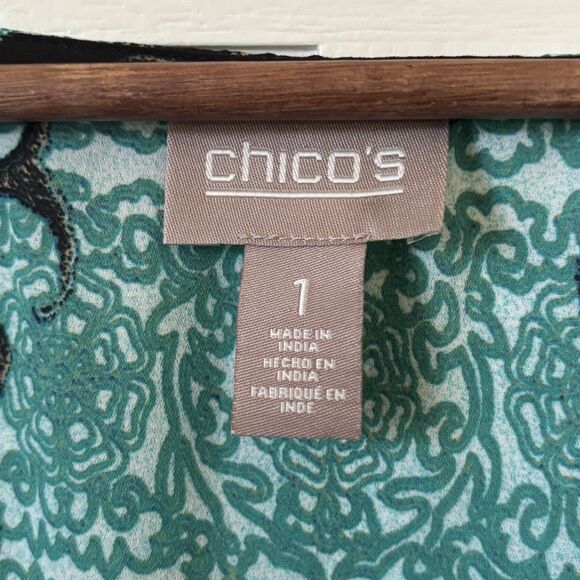 chico's
1
MADE IN
INDIA
HECHO EN
INDIA
FABRIQUÉ EN
INDE